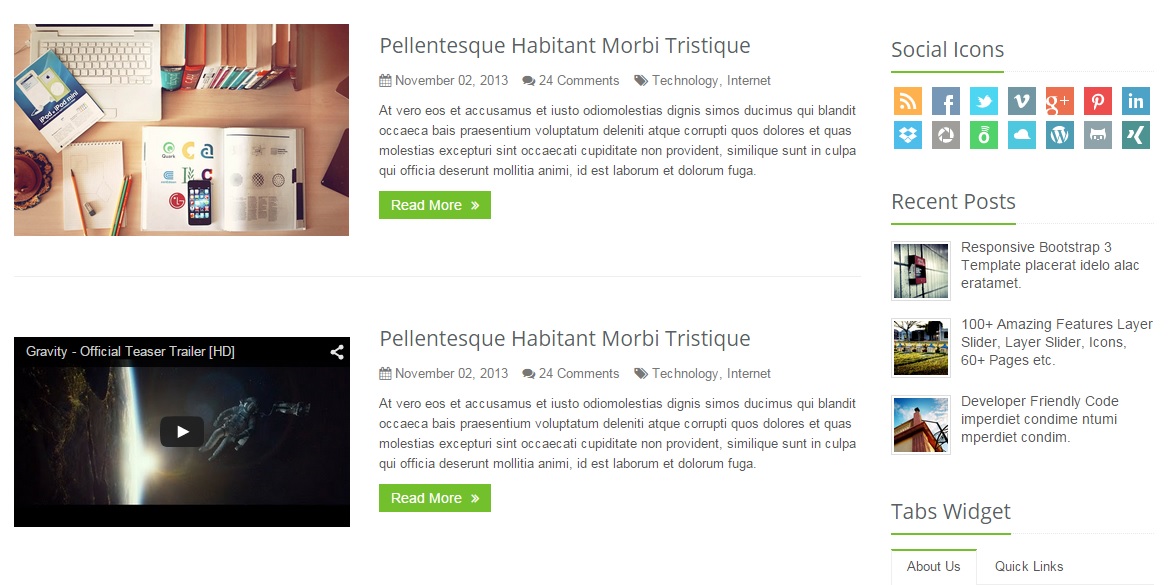 Pellentesque Habitant Morbi Tristique
November 02, 2013 24 Comments Technology, Internet
At vero eos et accusamus et iusto odiomolestias dignis simos ducimus qui blandit
occaeca bais praesentium voluptatum deleniti atque corrupti quos dolores et quas
molestias excepturi sint occaecati cupiditate non provident, similique sunt in culpa
qui officia deserunt mollitia animi, id est laborum et dolorum fuga.
Read More »
iPod mini
Quark
LG
Gravity - Official Teaser Trailer [HD]
Pellentesque Habitant Morbi Tristique
November 02, 2013 24 Comments Technology, Internet
At vero eos et accusamus et iusto odiomolestias dignis simos ducimus qui blandit
occaeca bais praesentium voluptatum deleniti atque corrupti quos dolores et quas
molestias excepturi sint occaecati cupiditate non provident, similique sunt in culpa
qui officia deserunt mollitia animi, id est laborum et dolorum fuga.
Read More »
Social Icons
Recent Posts
Responsive Bootstrap 3
Template placerat idelo alac
eratamet.
100+ Amazing Features Layer
Slider, Layer Slider, Icons,
60+ Pages etc.
Developer Friendly Code
imperdiet condime ntumi
mperdiet condim.
Tabs Widget
About Us Quick Links